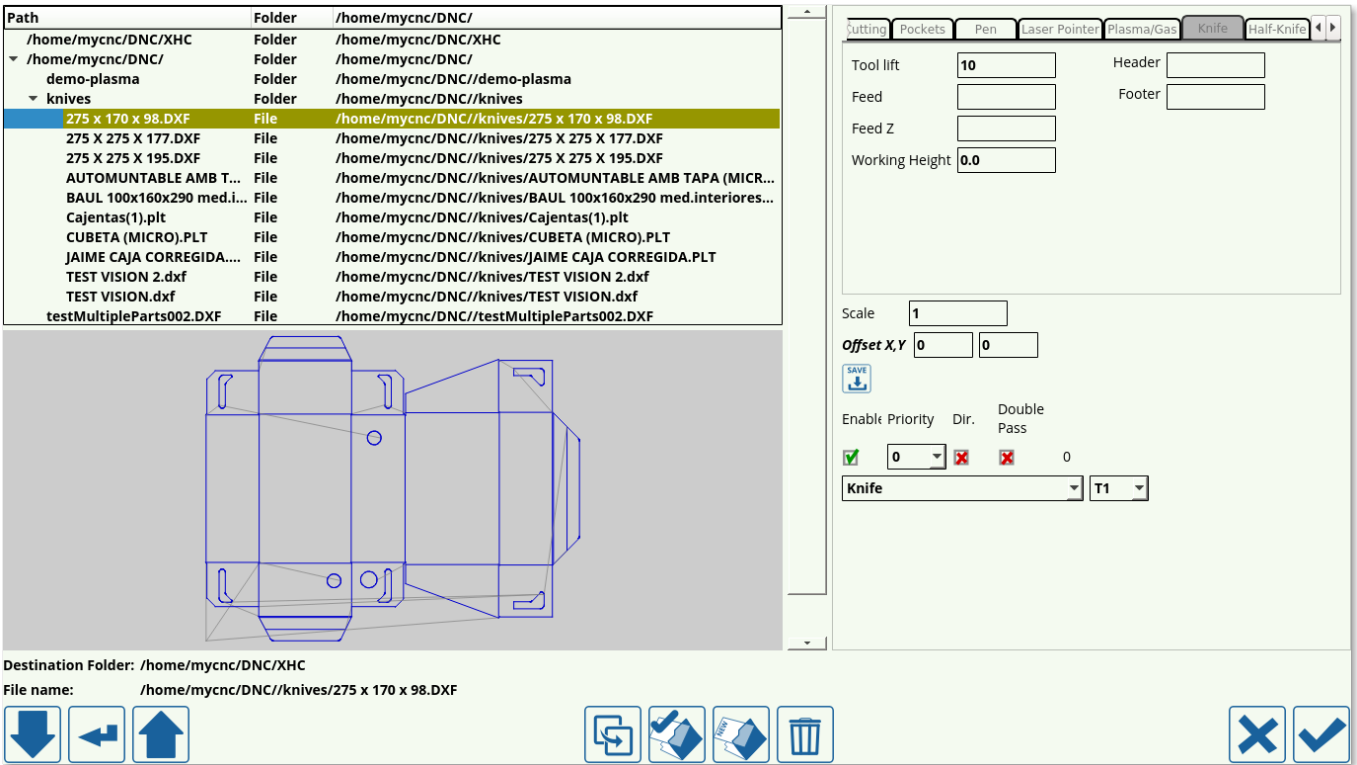 Path Folder /home/mycnc/DNC/
/home/mycnc/DNC/XHC Folder /home/mycnc/DNC/XHC
/home/mycnc/DNC/ Folder /home/mycnc/DNC/
demo-plasma Folder /home/mycnc/DNC//demo-plasma
knives Folder /home/mycnc/DNC//knives
275 x 170 x 98.DXF File /home/mycnc/DNC//knives/275 x 170 x 98.DXF
275 X 275 X 177.DXF File /home/mycnc/DNC//knives/275 X 275 X 177.DXF
275 X 275 X 195.DXF File /home/mycnc/DNC//knives/275 X 275 X 195.DXF
AUTOMUNTABLE AMB T... File /home/mycnc/DNC//knives/AUTOMUNTABLE AMB TAPA (MICR...
BAUL 100x160x290 med.i... File /home/mycnc/DNC//knives/BAUL 100x160x290 med.interiores...
Cajentas(1).plt File /home/mycnc/DNC//knives/Cajentas(1).plt
CUBETA (MICRO).PLT File /home/mycnc/DNC//knives/CUBETA (MICRO).PLT
JAIME CAJA CORREGIDA.... File /home/mycnc/DNC//knives/JAIME CAJA CORREGIDA.PLT
TEST VISION 2.dxf File /home/mycnc/DNC//knives/TEST VISION 2.dxf
TEST VISION.dxf File /home/mycnc/DNC//knives/TEST VISION.dxf
testMultipleParts002.DXF File /home/mycnc/DNC//testMultipleParts002.DXF
Destination Folder: /home/mycnc/DNC/XHC
File name: /home/mycnc/DNC//knives/275 x 170 x 98.DXF
NEW
utting Pockets Pen Laser Pointer Plasma/Gas Knife Half-Knife
Tool lift 10 Header
Feed Footer
Feed Z
Working Height 0.0
Scale 1
Offset X,Y 0 0
SAVE
Enable Priority Dir. Double Pass
0 0
Knife T1